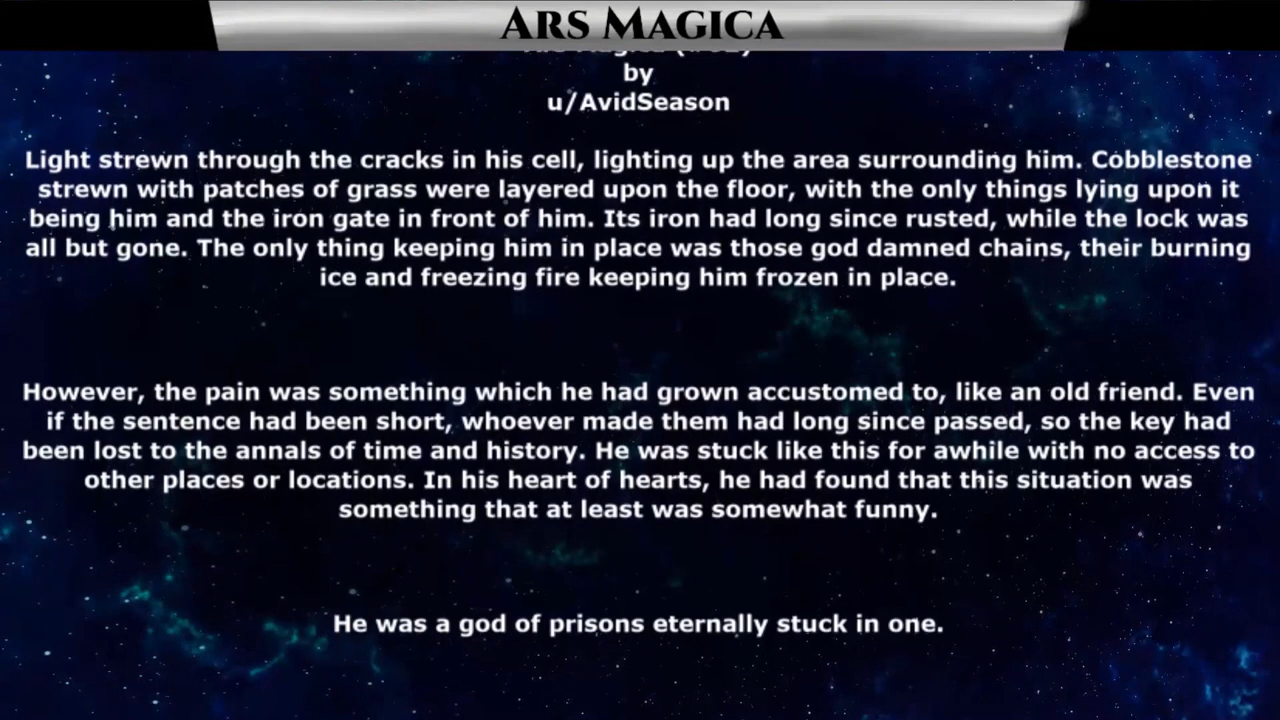 Ars Magica
by
u/AvidSeason
Light strewn through the cracks in his cell, lighting up the area surrounding him. Cobblestone
strewn with patches of grass were layered upon the floor, with the only things lying upon it
being him and the iron gate in front of him. Its iron had long since rusted, while the lock was
all but gone. The only thing keeping him in place was those god damned chains, their burning
ice and freezing fire keeping him frozen in place.
However, the pain was something which he had grown accustomed to, like an old friend. Even
if the sentence had been short, whoever made them had long since passed, so the key had
been lost to the annals of time and history. He was stuck like this for awhile with no access to
other places or locations. In his heart of hearts, he had found that this situation was
something that at least was somewhat funny.
He was a god of prisons eternally stuck in one.